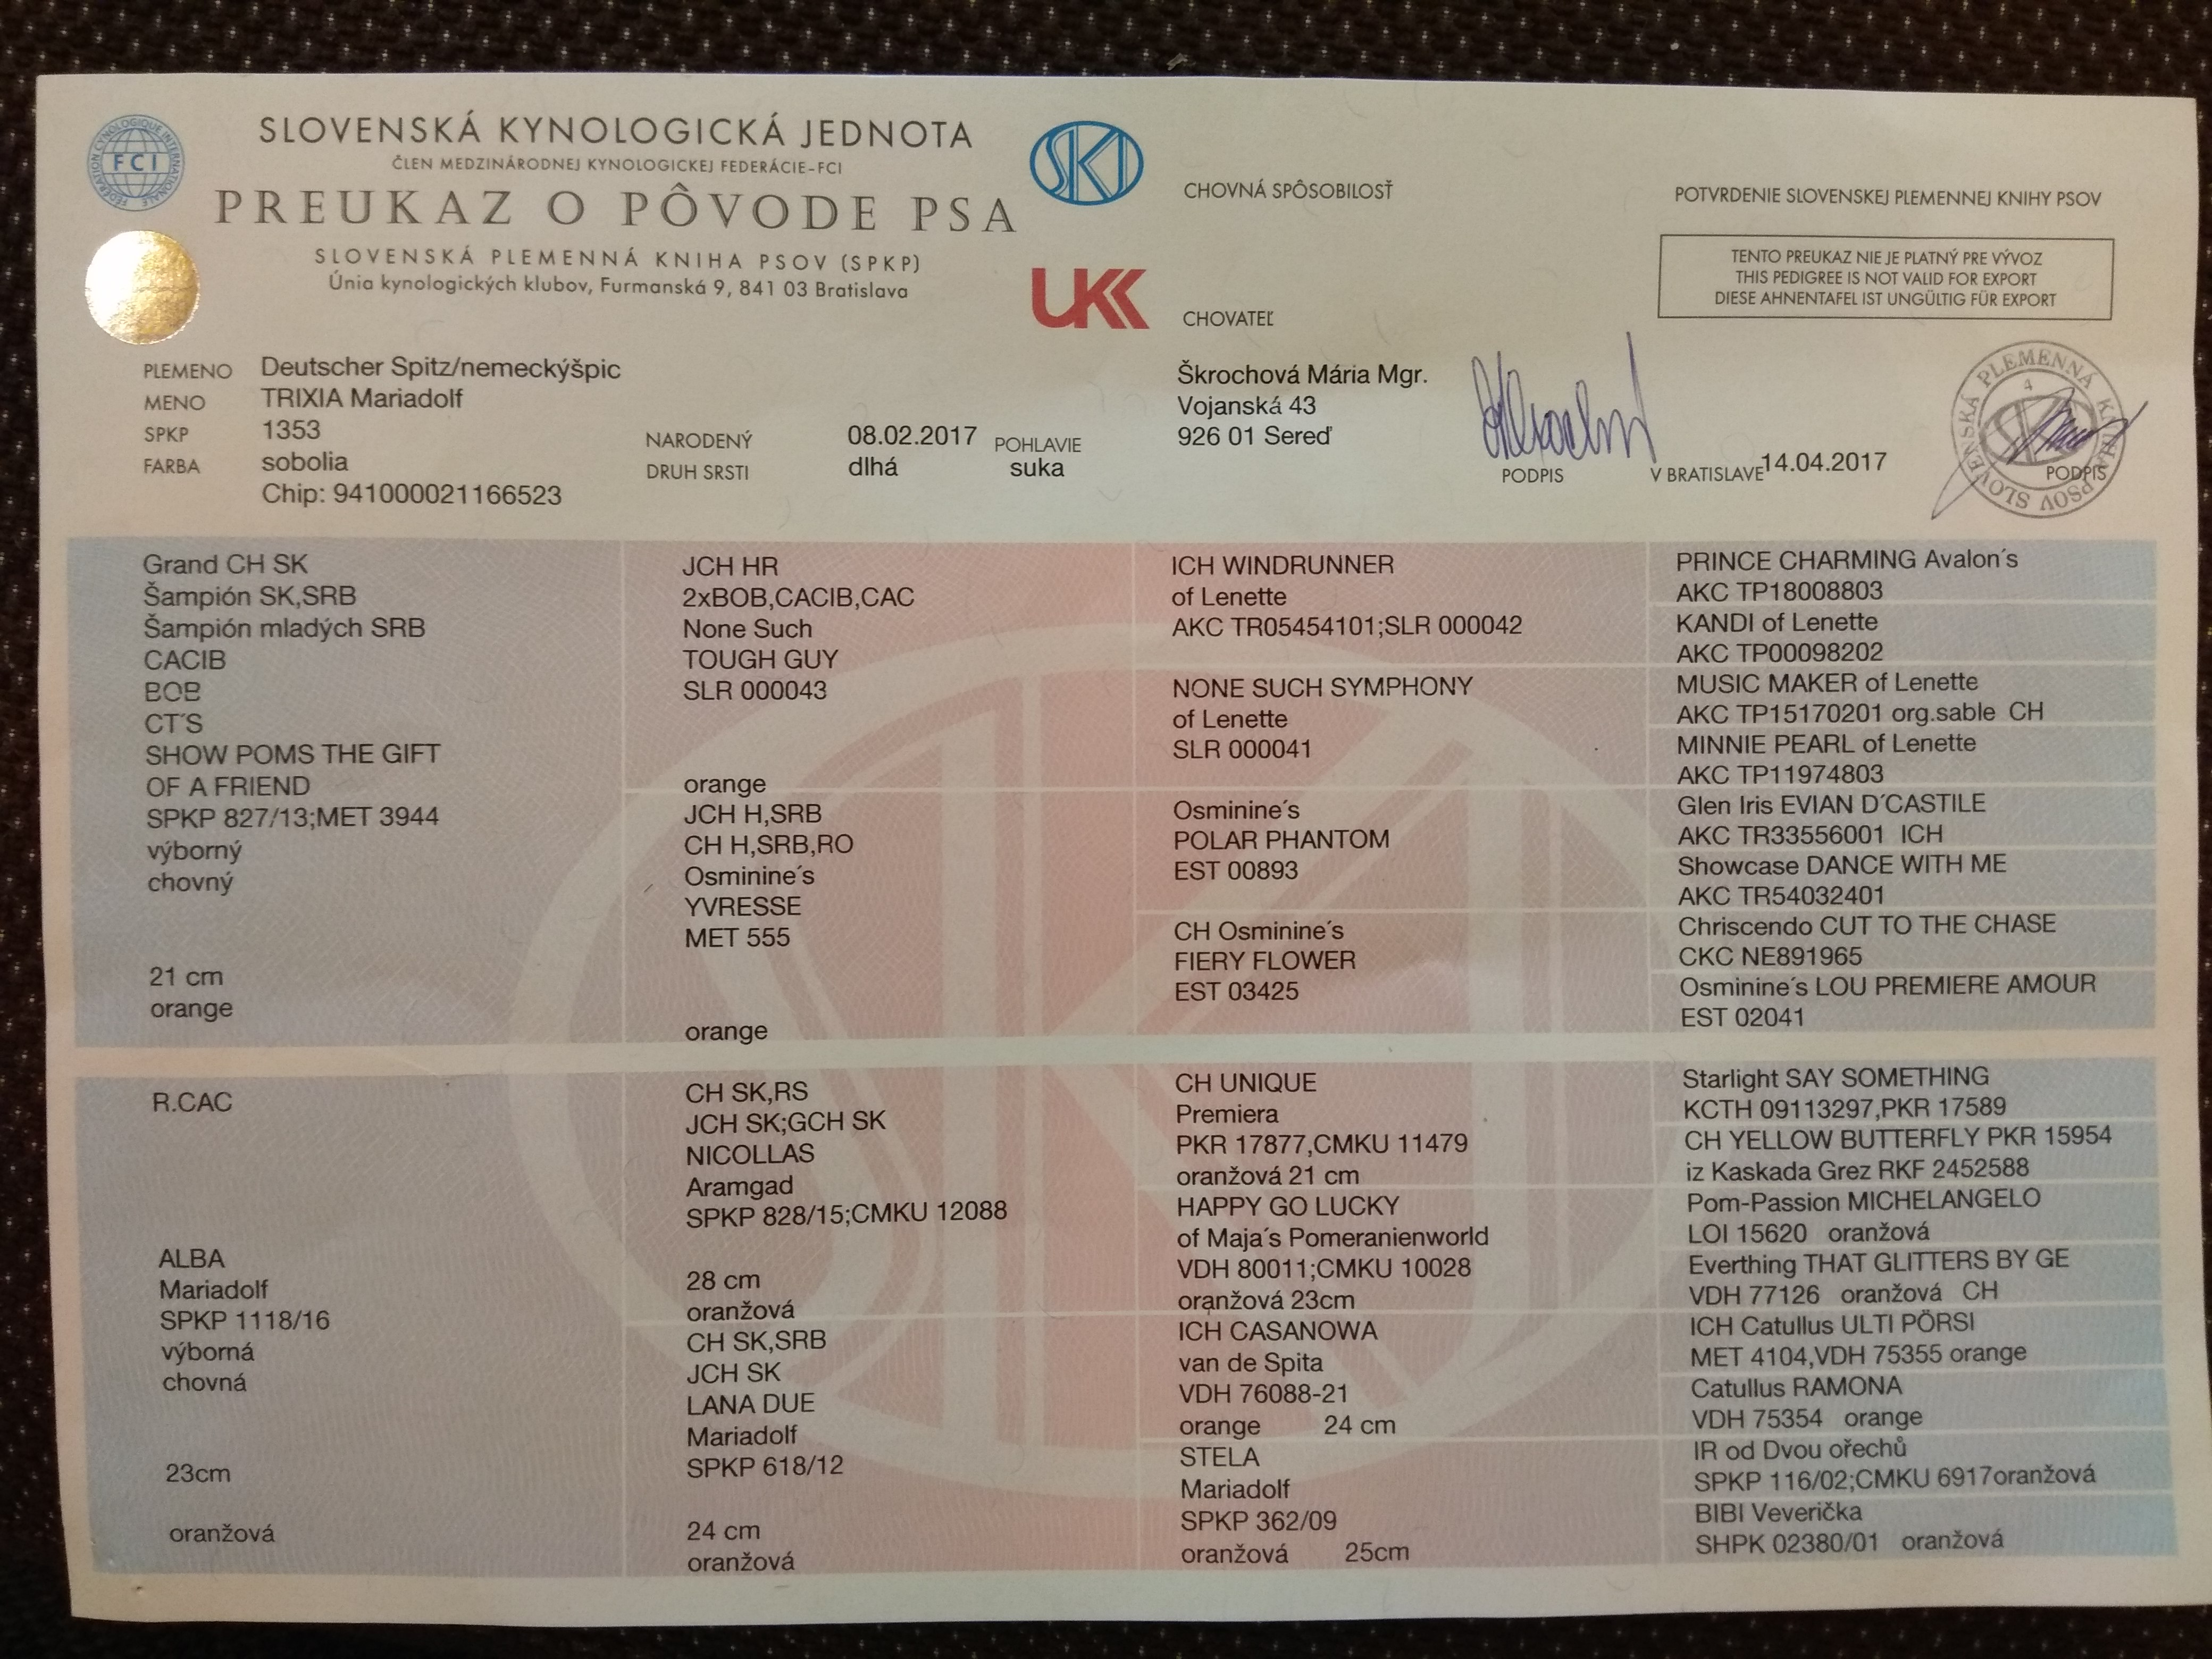 FEDERATION CYNOLOGIQUE INTERNATIONALE
FCI
SLOVENSKÁ KYNOLOGICKÁ JEDNOTA
ČLEN MEDZINÁRODNEJ KYNOLOGICKEJ FEDERÁCIE-FCI
PREUKAZ O PÔVODE PSA
SLOVENSKÁ PLEMENNÁ KNIHA PSOV (SPKP)
Únia kynologických klubov, Furmanská 9, 841 03 Bratislava
SKJ
UKK
CHOVNÁ SPÔSOBILOSŤ
CHOVATEĽ
POTVRDENIE SLOVENSKEJ PLEMENNEJ KNIHY PSOV
TENTO PREUKAZ NIE JE PLATNÝ PRE VÝVOZ
THIS PEDIGREE IS NOT VALID FOR EXPORT
DIESE AHNENTAFEL IST UNGÜLTIG FÜR EXPORT
PLEMENO Deutscher Spitz/nemeckýšpic
MENO TRIXIA Mariadolf
SPKP 1353
FARBA sobolia
Chip: 941000021166523
NARODENÝ 08.02.2017 POHLAVIE
DRUH SRSTI dlhá suka
Škrochová Mária Mgr.
Vojanská 43
926 01 Sereď
PODPIS
V BRATISLAVE 14.04.2017
PODPIS
SLOVENSKÁ PLEMENNÁ KNIHA PSOV
4
Grand CH SK
Šampión SK,SRB
Šampión mladých SRB
CACIB
BOB
CT´S
SHOW POMS THE GIFT
OF A FRIEND
SPKP 827/13;MET 3944
výborný
chovný
21 cm
orange
JCH HR
2xBOB,CACIB,CAC
None Such
TOUGH GUY
SLR 000043
orange
JCH H,SRB
CH H,SRB,RO
Osminine´s
YVRESSE
MET 555
orange
ICH WINDRUNNER
of Lenette
AKC TR05454101;SLR 000042
NONE SUCH SYMPHONY
of Lenette
SLR 000041
Osminine´s
POLAR PHANTOM
EST 00893
CH Osminine´s
FIERY FLOWER
EST 03425
PRINCE CHARMING Avalon´s
AKC TP18008803
KANDI of Lenette
AKC TP00098202
MUSIC MAKER of Lenette
AKC TP15170201 org.sable CH
MINNIE PEARL of Lenette
AKC TP11974803
Glen Iris EVIAN D´CASTILE
AKC TR33556001 ICH
Showcase DANCE WITH ME
AKC TR54032401
Chriscendo CUT TO THE CHASE
CKC NE891965
Osminine´s LOU PREMIERE AMOUR
EST 02041
R.CAC
ALBA
Mariadolf
SPKP 1118/16
výborná
chovná
23cm
oranžová
CH SK,RS
JCH SK;GCH SK
NICOLLAS
Aramgad
SPKP 828/15;CMKU 12088
28 cm
oranžová
CH SK,SRB
JCH SK
LANA DUE
Mariadolf
SPKP 618/12
24 cm
oranžová
CH UNIQUE
Premiera
PKR 17877,CMKU 11479
oranžová 21 cm
HAPPY GO LUCKY
of Maja´s Pomeranienworld
VDH 80011;CMKU 10028
oranžová 23cm
ICH CASANOWA
van de Spita
VDH 76088-21
orange 24 cm
STELA
Mariadolf
SPKP 362/09
oranžová 25cm
Starlight SAY SOMETHING
KCTH 09113297,PKR 17589
CH YELLOW BUTTERFLY PKR 15954
iz Kaskada Grez RKF 2452588
Pom-Passion MICHELANGELO
LOI 15620 oranžová
Everthing THAT GLITTERS BY GE
VDH 77126 oranžová CH
ICH Catullus ULTI PÖRSI
MET 4104,VDH 75355 orange
Catullus RAMONA
VDH 75354 orange
IR od Dvou ořechů
SPKP 116/02;CMKU 6917oranžová
BIBI Veverička
SHPK 02380/01 oranžová